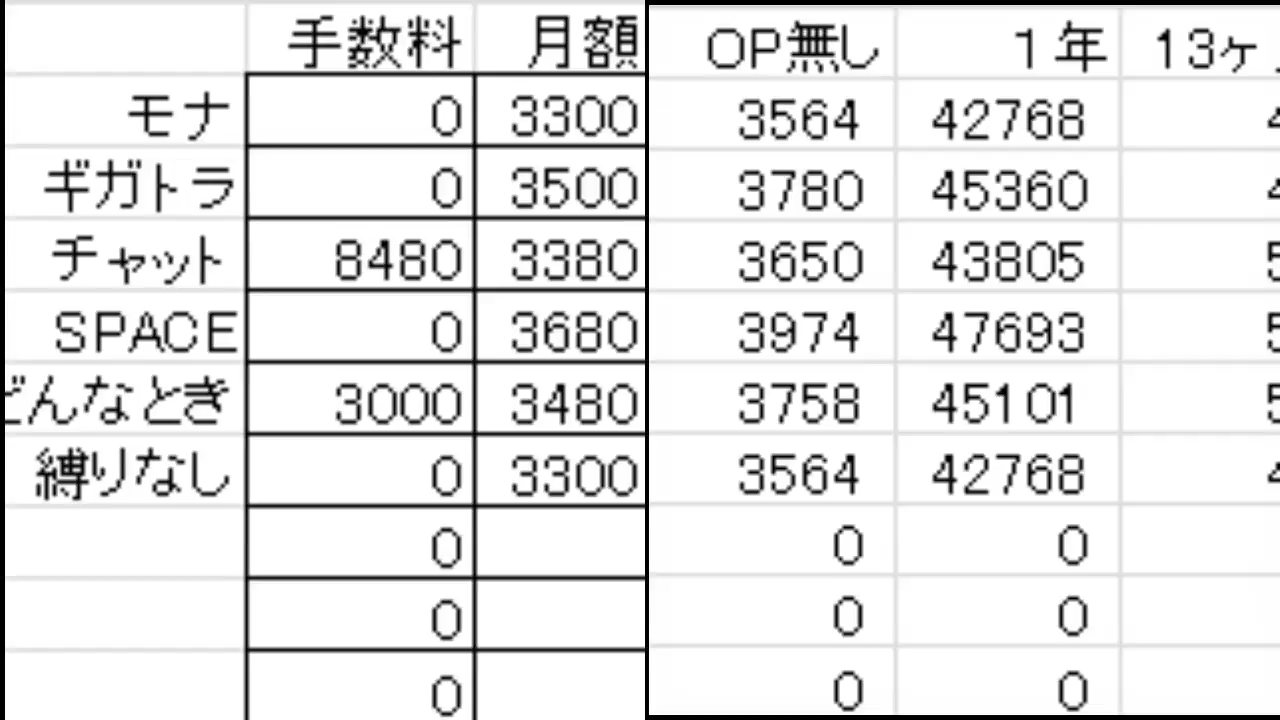 手数料 月額 OP無し 1年 13ヶ
モナ 0 3300 3564 42768
ギガトラ 0 3500 3780 45360
チャット 8480 3380 3650 43805
SPACE 0 3680 3974 47693
どんなとき 3000 3480 3758 45101
縛りなし 0 3300 3564 42768
0 0 0
0 0 0
0 0 0